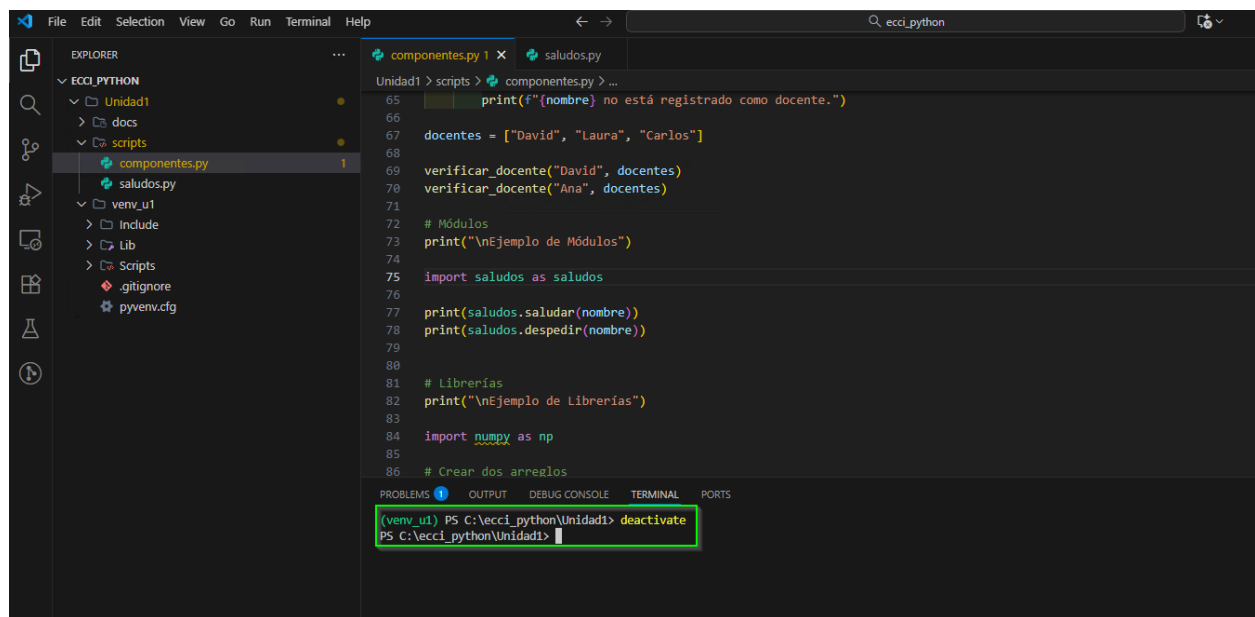 File Edit Selection View Go Run Terminal Help
ecci_python
EXPLORER
ECCI_PYTHON
Unidad1
docs
scripts
componentes.py 1
saludos.py
venv_u1
Include
Lib
Scripts
.gitignore
pyvenv.cfg
componentes.py 1 saludos.py
Unidad1 > scripts > componentes.py > ...
65 print(f"{nombre} no está registrado como docente.")
66
67 docentes = ["David", "Laura", "Carlos"]
68
69 verificar_docente("David", docentes)
70 verificar_docente("Ana", docentes)
71
72 # Módulos
73 print("\nEjemplo de Módulos")
74
75 import saludos as saludos
76
77 print(saludos.saludar(nombre))
78 print(saludos.despedir(nombre))
79
80
81 # Librerías
82 print("\nEjemplo de Librerías")
83
84 import numpy as np
85
86 # Crear dos arreglos
PROBLEMS 1 OUTPUT DEBUG CONSOLE TERMINAL PORTS
(venv_u1) PS C:\ecci_python\Unidad1> deactivate
PS C:\ecci_python\Unidad1>